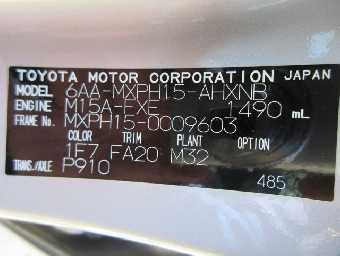 TOYOTA MOTOR CORPORATION JAPAN
MODEL 6AA-MXPH15-AHXNB
ENGINE M15A-FXE 1490 mL
FRAME No. MXPH15-0009603
COLOR TRIM PLANT OPTION
1F7 FA20 M32
TRANS./AXLE P910
485